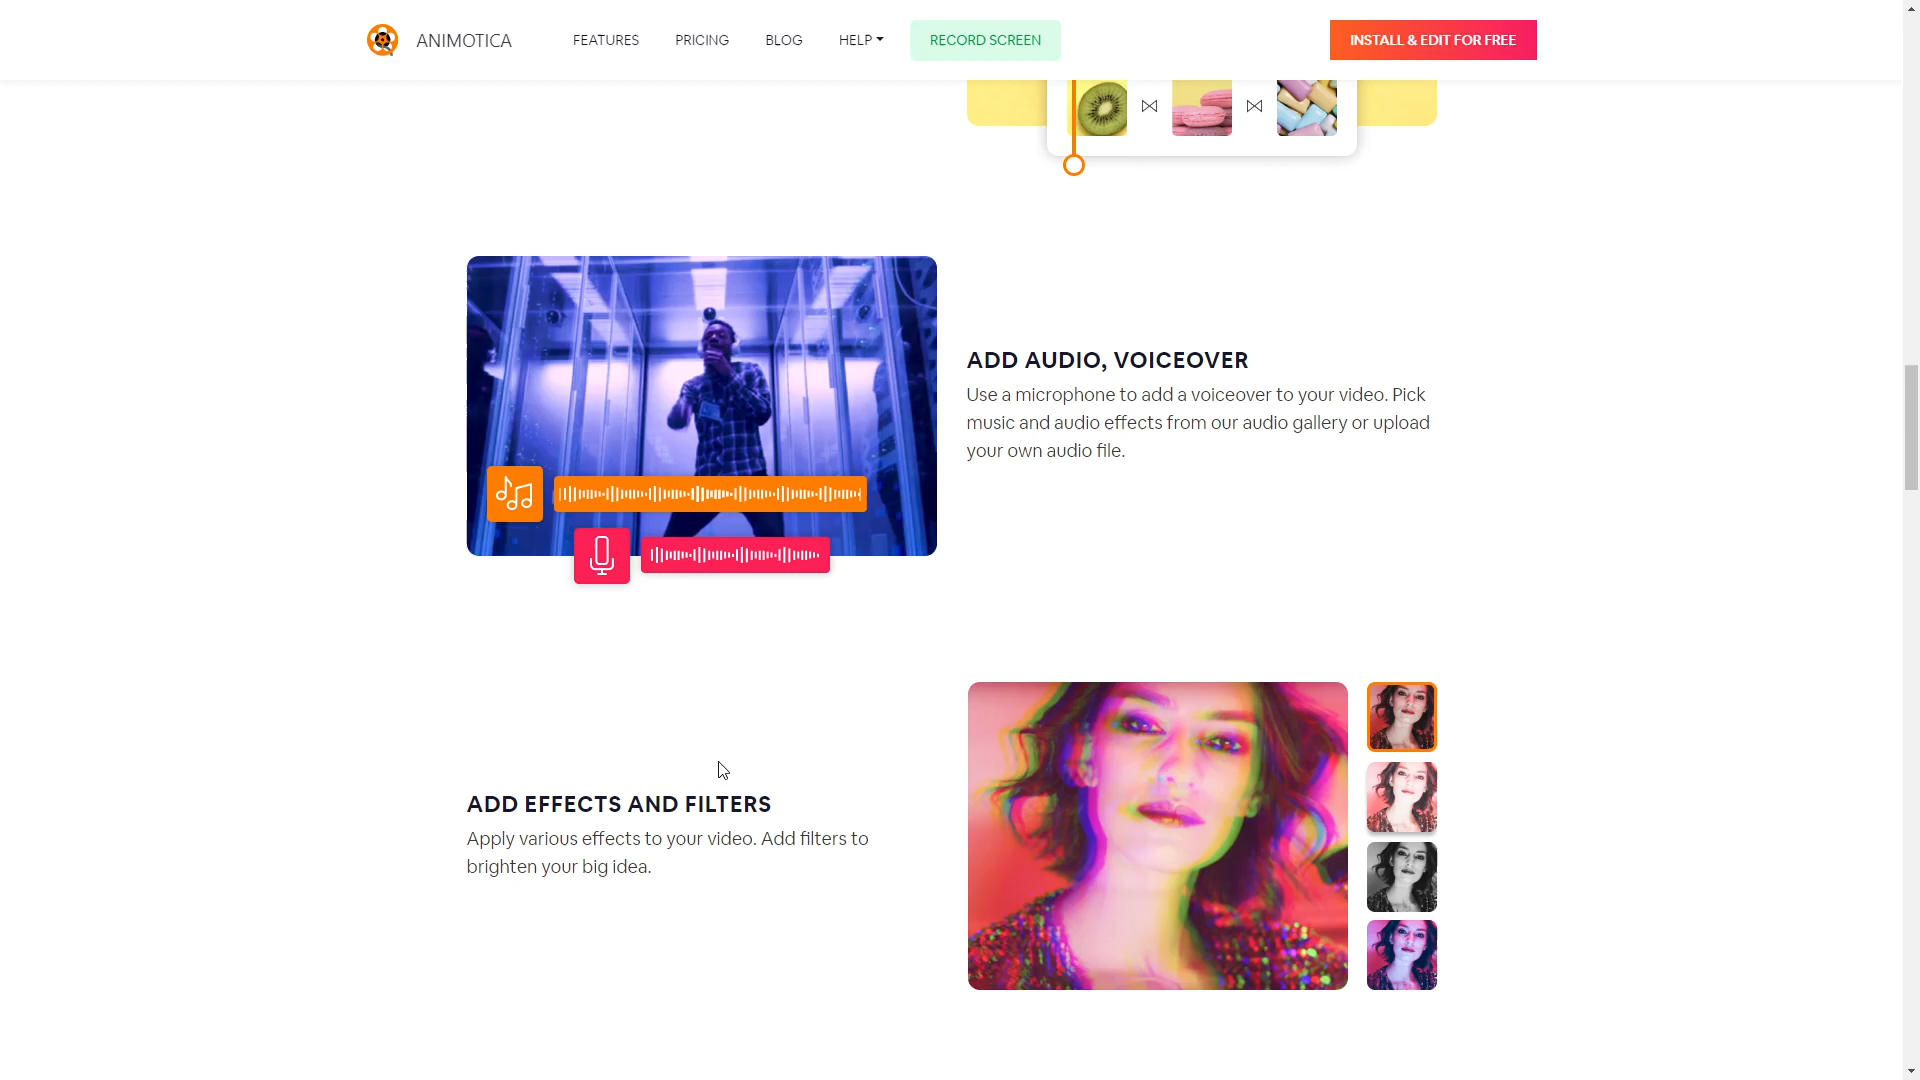 ANIMOTICA
FEATURES
PRICING
BLOG
HELP
RECORD SCREEN
INSTALL & EDIT FOR FREE
ADD AUDIO, VOICEOVER
Use a microphone to add a voiceover to your video. Pick
music and audio effects from our audio gallery or upload
your own audio file.
ADD EFFECTS AND FILTERS
Apply various effects to your video. Add filters to
brighten your big idea.